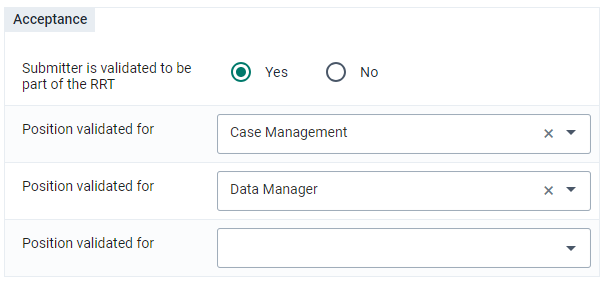 Acceptance
Submitter is validated to be
part of the RRT
Yes
No
Position validated for
Case Management
Position validated for
Data Manager
Position validated for